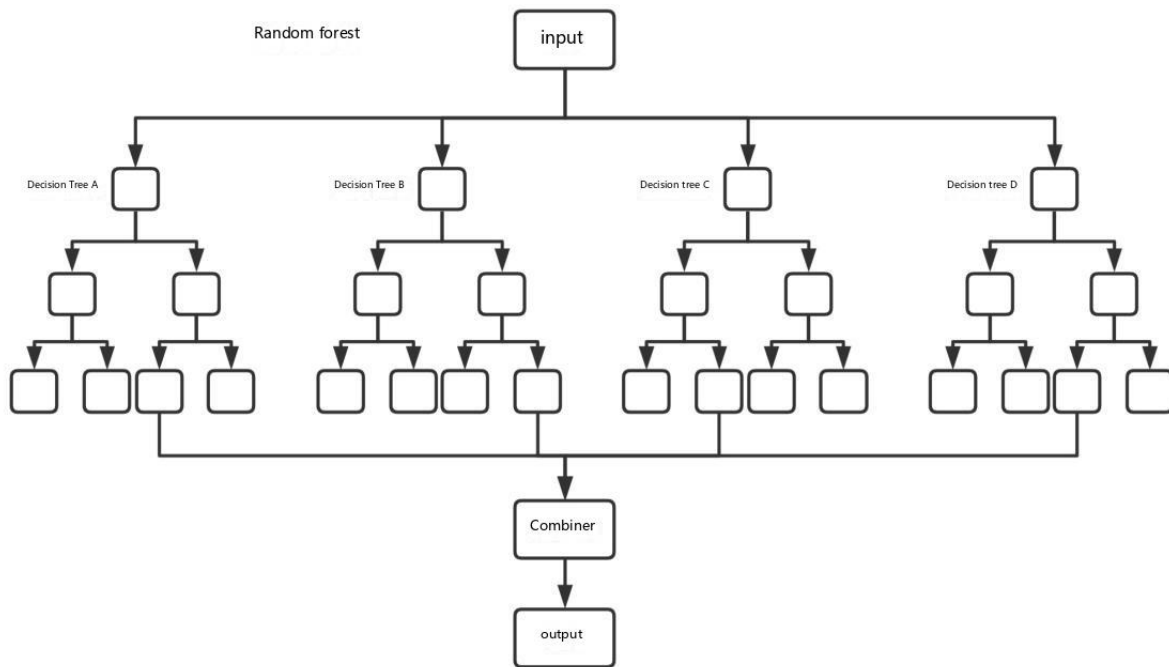 Random forest
input
Decision Tree A
Decision Tree B
Decision tree C
Decision tree D
Combiner
output